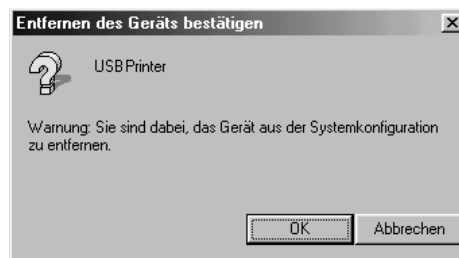 Entfernen des Geräts bestätigen
USB Printer
Warnung: Sie sind dabei, das Gerät aus der Systemkonfiguration
zu entfernen.
OK Abbrechen